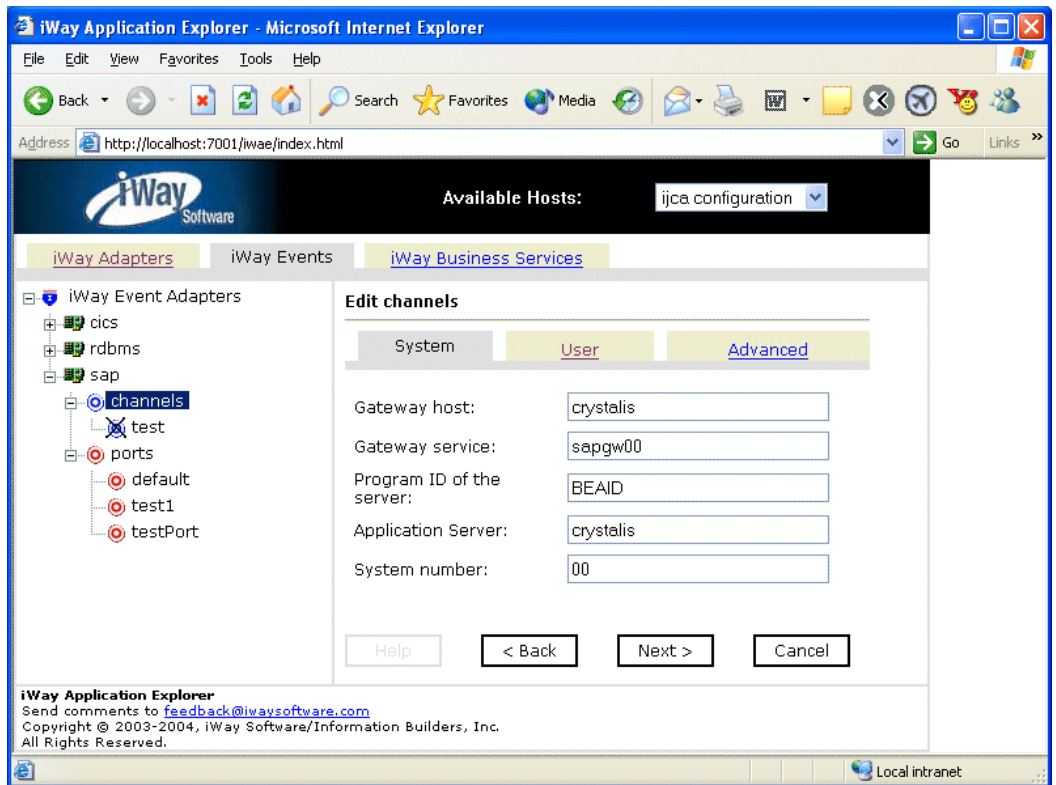 iWay Application Explorer - Microsoft Internet Explorer
File Edit View Favorites Tools Help
Back Search Favorites Media W
Address http://localhost:7001/iwae/index.html Go Links »
iWay Software
Available Hosts: ijca configuration
iWay Adapters iWay Events iWay Business Services
iWay Event Adapters
cics
rdbms
sap
channels
test
ports
default
test1
testPort
Edit channels
System User Advanced
Gateway host: crystalis
Gateway service: sapgw00
Program ID of the
server: BEAID
Application Server: crystalis
System number: 00
Help < Back Next > Cancel
iWay Application Explorer
Send comments to feedback@iwaysoftware.com
Copyright © 2003-2004, iWay Software/Information Builders, Inc.
All Rights Reserved.
Local intranet